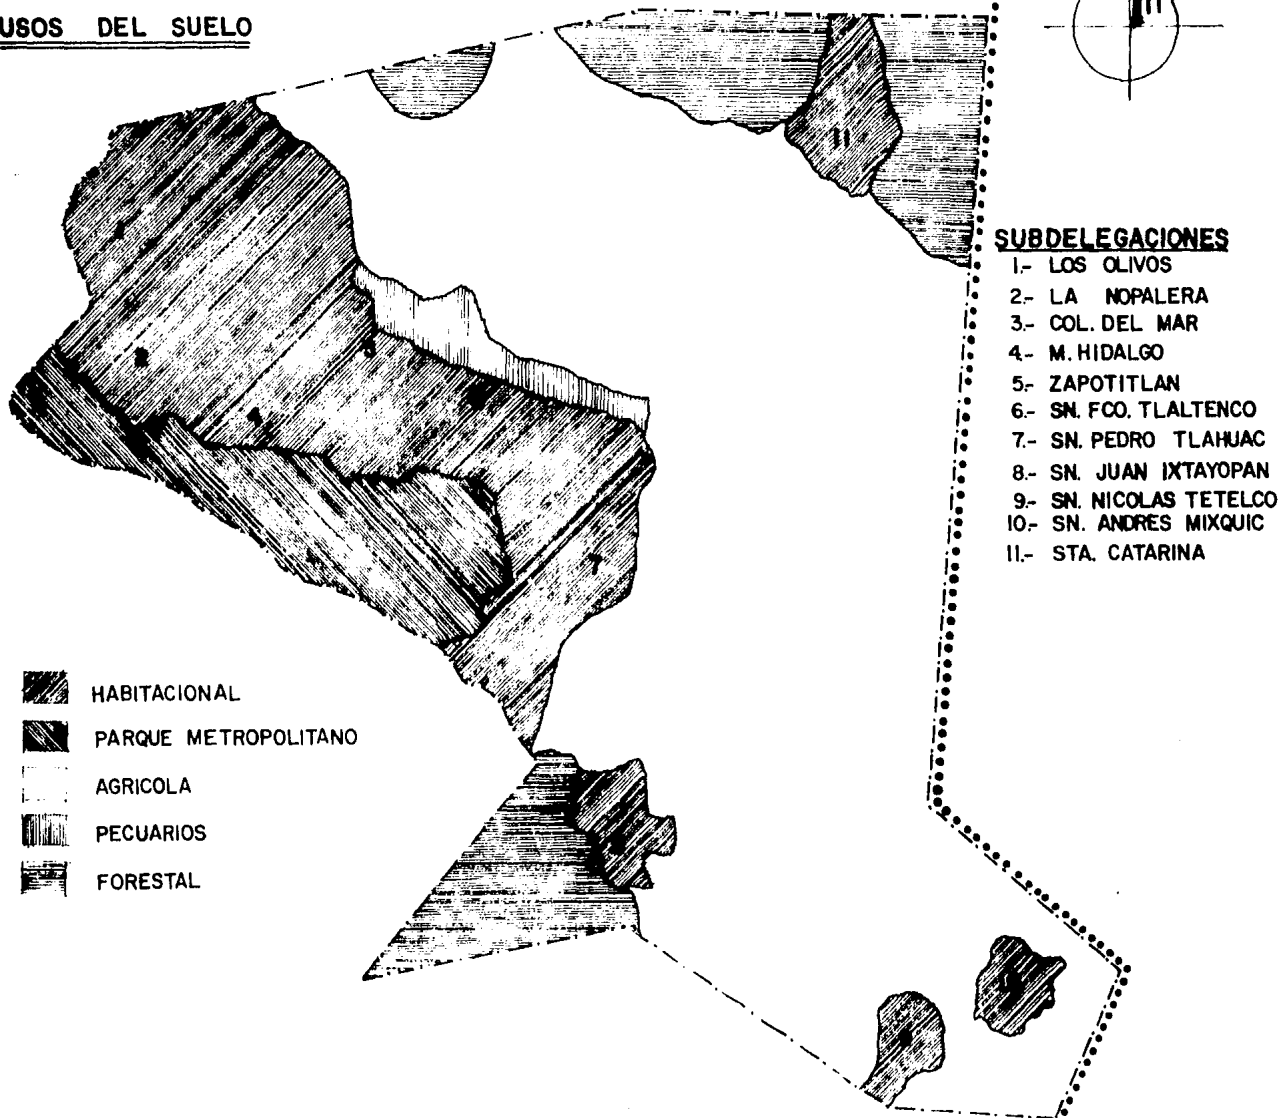 USOS DEL SUELO
11
SUBDELEGACIONES
1.- LOS OLIVOS
2.- LA NOPALERA
3.- COL. DEL MAR
4.- M. HIDALGO
5.- ZAPOTITLAN
6.- SN. FCO. TLALTENCO
7.- SN. PEDRO TLAHUAC
8.- SN. JUAN IXTAYOPAN
9.- SN. NICOLAS TETELCO
10.- SN. ANDRES MIXQUIC
11.- STA. CATARINA
2
4
7
HABITACIONAL
PARQUE METROPOLITANO
AGRICOLA
PECUARIOS
FORESTAL